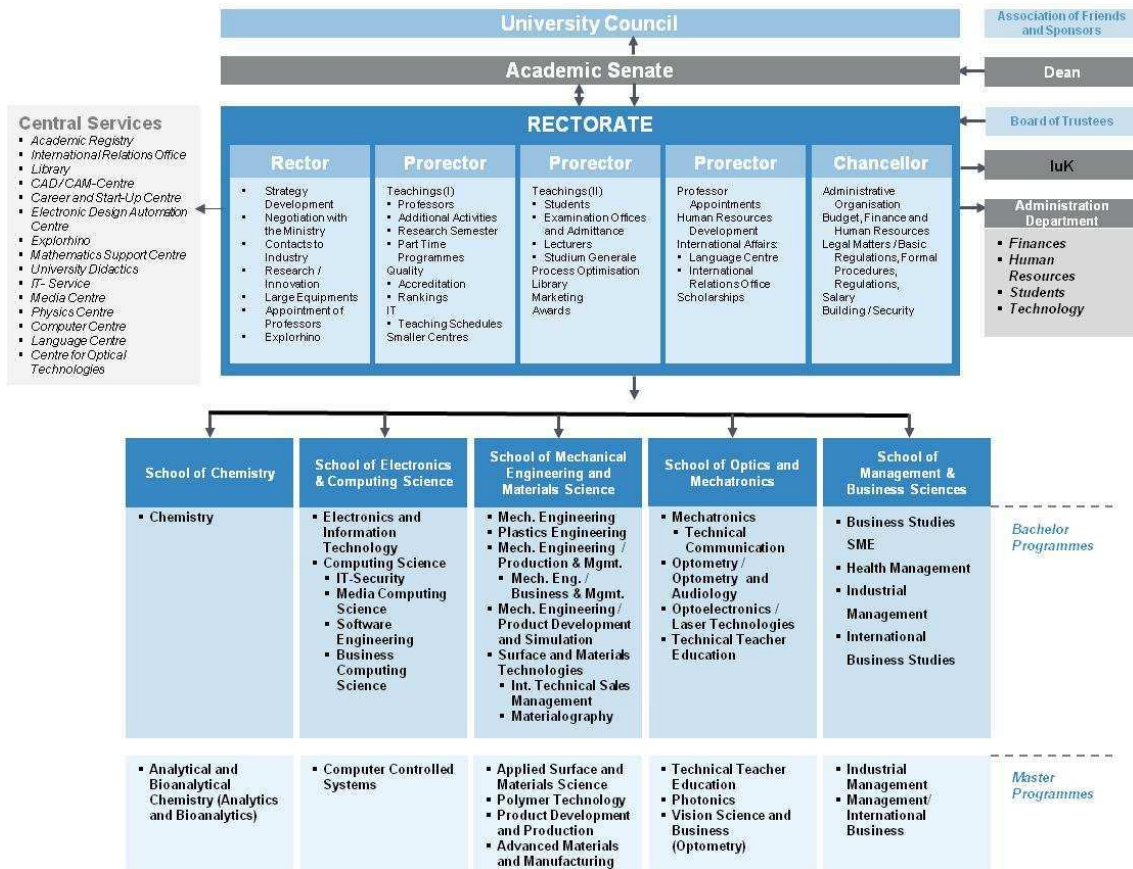 University Council
Association of Friends
and Sponsors
Academic Senate
Dean
RECTORATE
Board of Trustees
Central Services
▪ Academic Registry
▪ International Relations Office
▪ Library
▪ CAD/CAM-Centre
▪ Career and Start-Up Centre
▪ Electronic Design Automation
Centre
▪ Explorhino
▪ Mathematics Support Centre
▪ University Didactics
▪ IT- Service
▪ Media Centre
▪ Physics Centre
▪ Computer Centre
▪ Language Centre
▪ Centre for Optical
Technologies
Rector
▪ Strategy
Development
▪ Negotiation with
the Ministry
▪ Contacts to
Industry
▪ Research /
Innovation
▪ Large Equipments
▪ Appointment of
Professors
▪ Explorhino
Prorector
Teachings (I)
▪ Professors
▪ Additional Activities
▪ Research Semester
▪ Part Time
Programmes
Quality
▪ Accreditation
▪ Rankings
IT
▪ Teaching Schedules
Smaller Centres
Prorector
Teachings (II)
▪ Students
▪ Examination Offices
and Admittance
▪ Lecturers
▪ Studium Generale
Process Optimisation
Library
Marketing
Awards
Prorector
Professor
Appointments
Human Resources
Development
International Affairs:
▪ Language Centre
▪ International
Relations Office
Scholarships
Chancellor
Administrative
Organisation
Budget, Finance and
Human Resources
Legal Matters / Basic
Regulations, Formal
Procedures,
Regulations,
Salary
Building / Security
IuK
Administration
Department
▪ Finances
▪ Human
Resources
▪ Students
▪ Technology
School of Chemistry
School of Electronics
& Computing Science
School of Mechanical
Engineering and
Materials Science
School of Optics and
Mechatronics
School of
Management &
Business Sciences
▪ Chemistry
▪ Electronics and
Information
Technology
▪ Computing Science
▪ IT-Security
▪ Media Computing
Science
▪ Software
Engineering
▪ Business
Computing
Science
▪ Mech. Engineering
▪ Plastics Engineering
▪ Mech. Engineering /
Production & Mgmt.
▪ Mech. Eng. /
Business & Mgmt.
▪ Mech. Engineering /
Product Development
and Simulation
▪ Surface and Materials
Technologies
▪ Int. Technical Sales
Management
▪ Materialography
▪ Mechatronics
▪ Technical
Communication
▪ Optometry /
Optometry and
Audiology
▪ Optoelectronics /
Laser Technologies
▪ Technical Teacher
Education
▪ Business Studies
SME
▪ Health Management
▪ Industrial
Management
▪ International
Business Studies
Bachelor
Programmes
▪ Analytical and
Bioanalytical
Chemistry (Analytics
and Bioanalytics)
▪ Computer Controlled
Systems
▪ Applied Surface and
Materials Science
▪ Polymer Technology
▪ Product Development
and Production
▪ Advanced Materials
and Manufacturing
▪ Technical Teacher
Education
▪ Photonics
▪ Vision Science and
Business
(Optometry)
▪ Industrial
Management
▪ Management/
International
Business
Master
Programmes